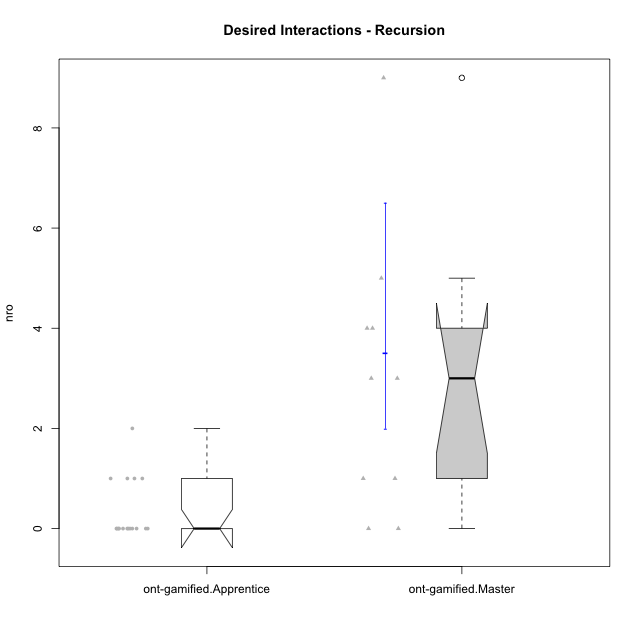 Desired Interactions - Recursion
8
6
4
2
0
nro
ont-gamified.Apprentice
ont-gamified.Master